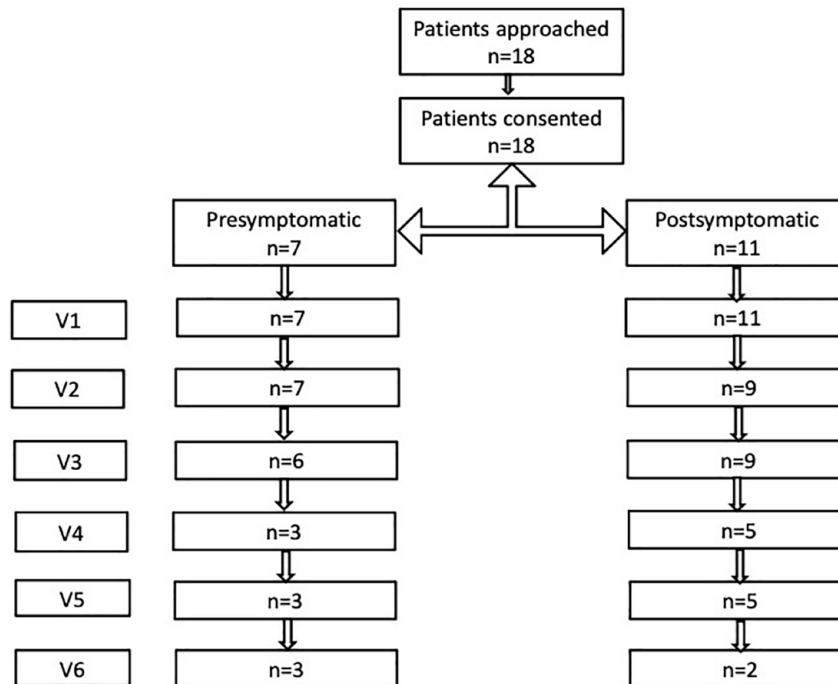 Patients approached
n=18
Patients consented
n=18
Presymptomatic
n=7
Postsymptomatic
n=11
V1
n=7
n=11
V2
n=7
n=9
V3
n=6
n=9
V4
n=3
n=5
V5
n=3
n=5
V6
n=3
n=2